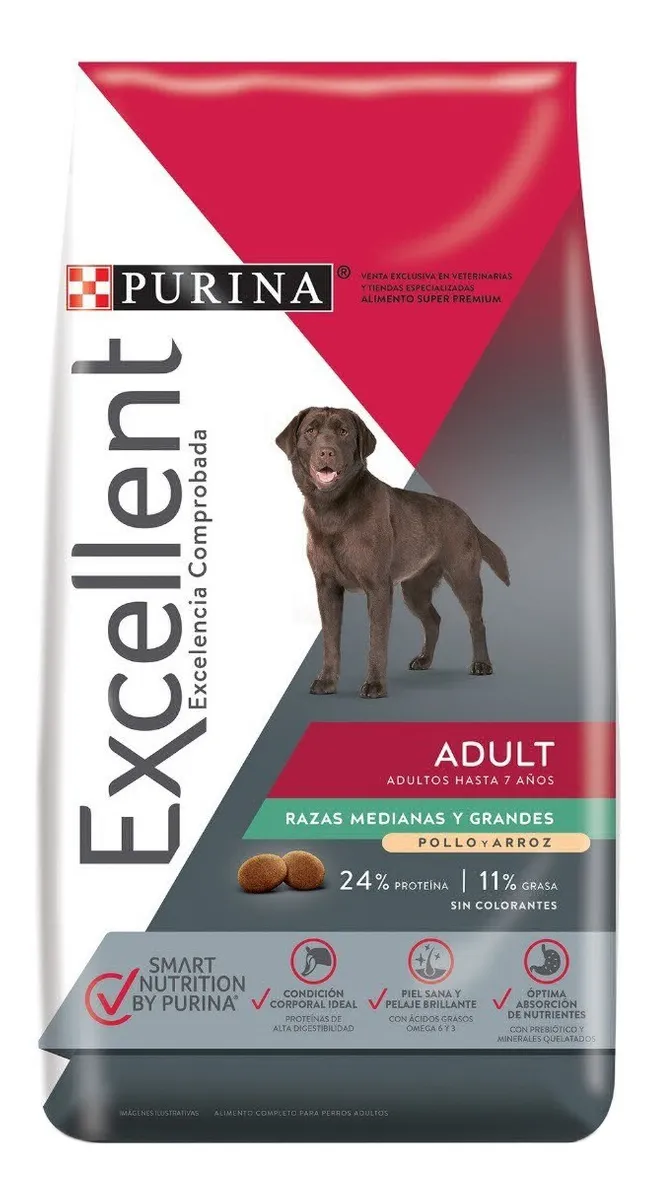 PURINA®
VENTA EXCLUSIVA EN VETERINARIAS
Y TIENDAS ESPECIALIZADAS
ALIMENTO SUPER PREMIUM
Excellent
Excelencia Comprobada
ADULT
ADULTOS HASTA 7 AÑOS
RAZAS MEDIANAS Y GRANDES
POLLO Y ARROZ
24% PROTEÍNA | 11% GRASA
SIN COLORANTES
SMART
NUTRITION
BY PURINA®
CONDICIÓN
CORPORAL IDEAL
PROTEÍNAS DE
ALTA DIGESTIBILIDAD
PIEL SANA Y
PELAJE BRILLANTE
CON ÁCIDOS GRASOS
OMEGA 6 Y 3
ÓPTIMA
ABSORCIÓN
DE NUTRIENTES
CON PREBIÓTICO Y
MINERALES QUELATADOS
IMÁGENES ILUSTRATIVAS
ALIMENTO COMPLETO PARA PERROS ADULTOS